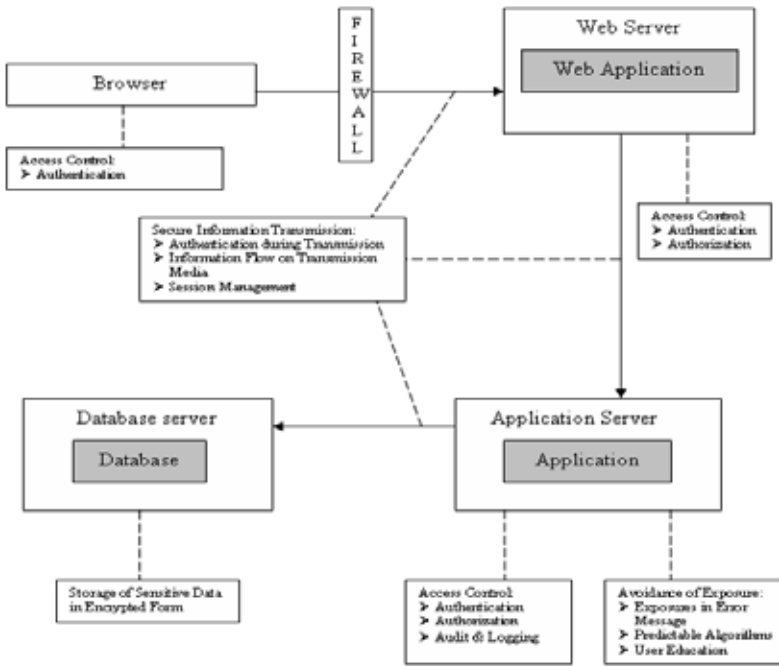 F
I
R
E
W
A
L
L
Web Server
Web Application
Browser
Access Control:
➢ Authentication
Access Control:
➢ Authentication
➢ Authorization
Secure Information Transmission:
➢ Authentication during Transmission
➢ Information Flow on Transmission
Media
➢ Session Management
Database server
Database
Application Server
Application
Storage of Sensitive Data
in Encrypted Form
Access Control:
➢ Authentication
➢ Authorization
➢ Audit & Logging
Avoidance of Exposure:
➢ Exposures in Error
Message
➢ Predictable Algorithms
➢ User Education